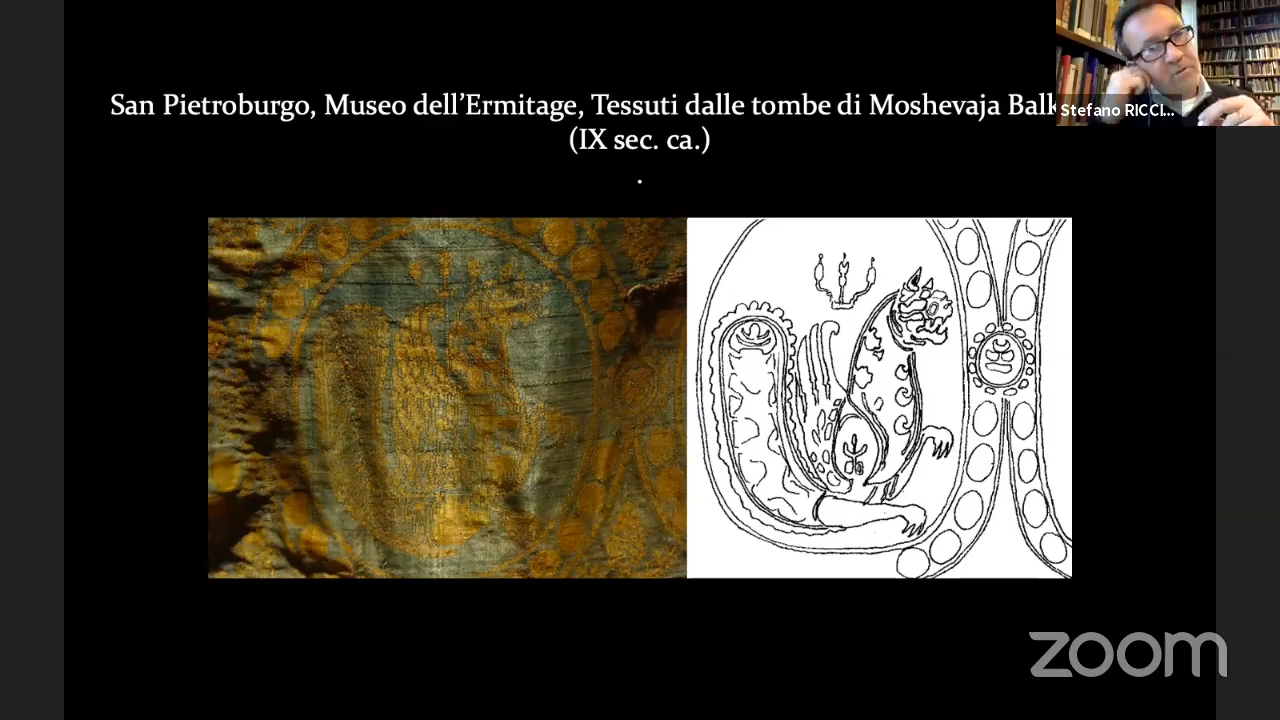 San Pietroburgo, Museo dell’Ermitage, Tessuti dalle tombe di Moshevaja
(IX sec. ca.)
.
Stefano RICCI...
zoom